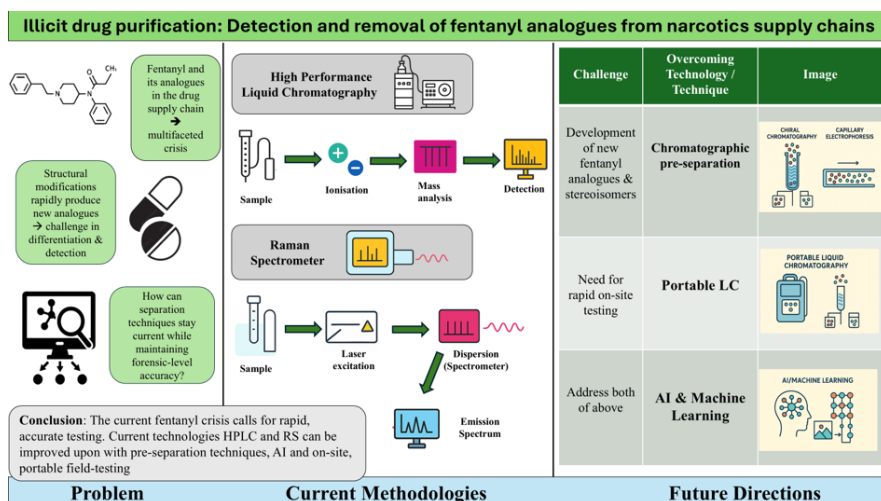 Illicit drug purification: Detection and removal of fentanyl analogues from narcotics supply chains
CH₃
O
N
N
Fentanyl and
its analogues
in the drug
supply chain
➔
multifaceted
crisis
Structural
modifications
rapidly produce
new analogues
➔ challenge in
differentiation &
detection
How can
separation
techniques stay
current while
maintaining
forensic-level
accuracy?
High Performance
Liquid Chromatography
Sample
Ionisation
Mass
analysis
Detection
Raman
Spectrometer
Sample
Laser
excitation
Dispersion
(Spectrometer)
Emission
Spectrum
Challenge
Overcoming
Technology /
Technique
Image
Development
of new
fentanyl
analogues &
stereoisomers
Chromatographic
pre-separation
CHIRAL
CHROMATOGRAPHY
CAPILLARY
ELECTROPHORESIS
Need for
rapid on-site
testing
Portable LC
PORTABLE LIQUID
CHROMATOGRAPHY
Address both
of above
AI & Machine
Learning
AI/MACHINE LEARNING
Conclusion: The current fentanyl crisis calls for rapid,
accurate testing. Current technologies HPLC and RS can be
improved upon with pre-separation techniques, AI and on-site,
portable field-testing
Problem
Current Methodologies
Future Directions